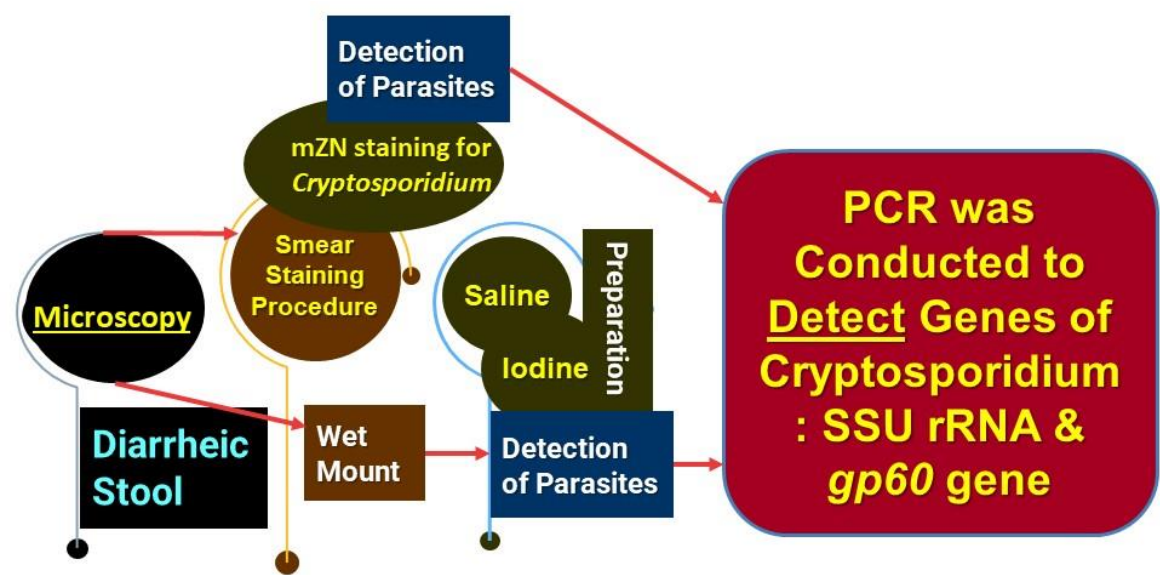 Detection
of Parasites
mZN staining for
Cryptosporidium
Smear
Staining
Procedure
Microscopy
Diarrheic
Stool
Wet
Mount
Saline
Iodine
Preparation
Detection
of Parasites
PCR was
Conducted to
Detect Genes of
Cryptosporidium
: SSU rRNA &
gp60 gene